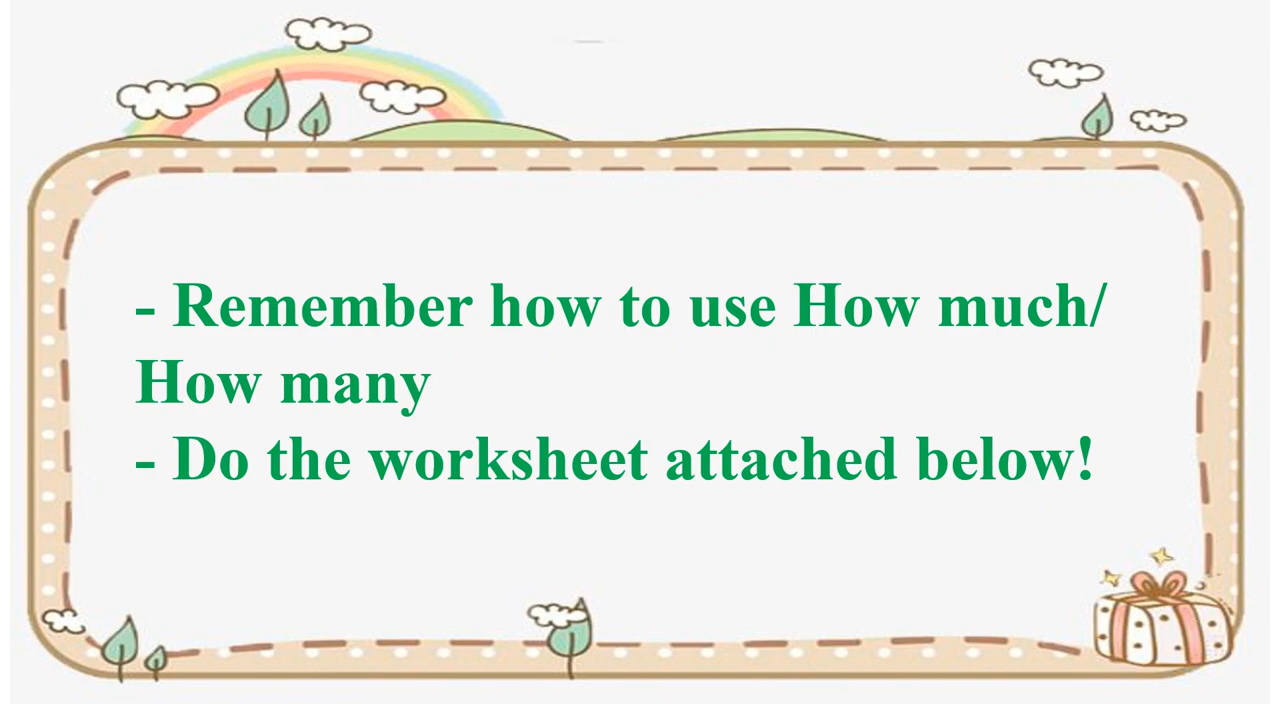 - Remember how to use How much/
How many
- Do the worksheet attached below!